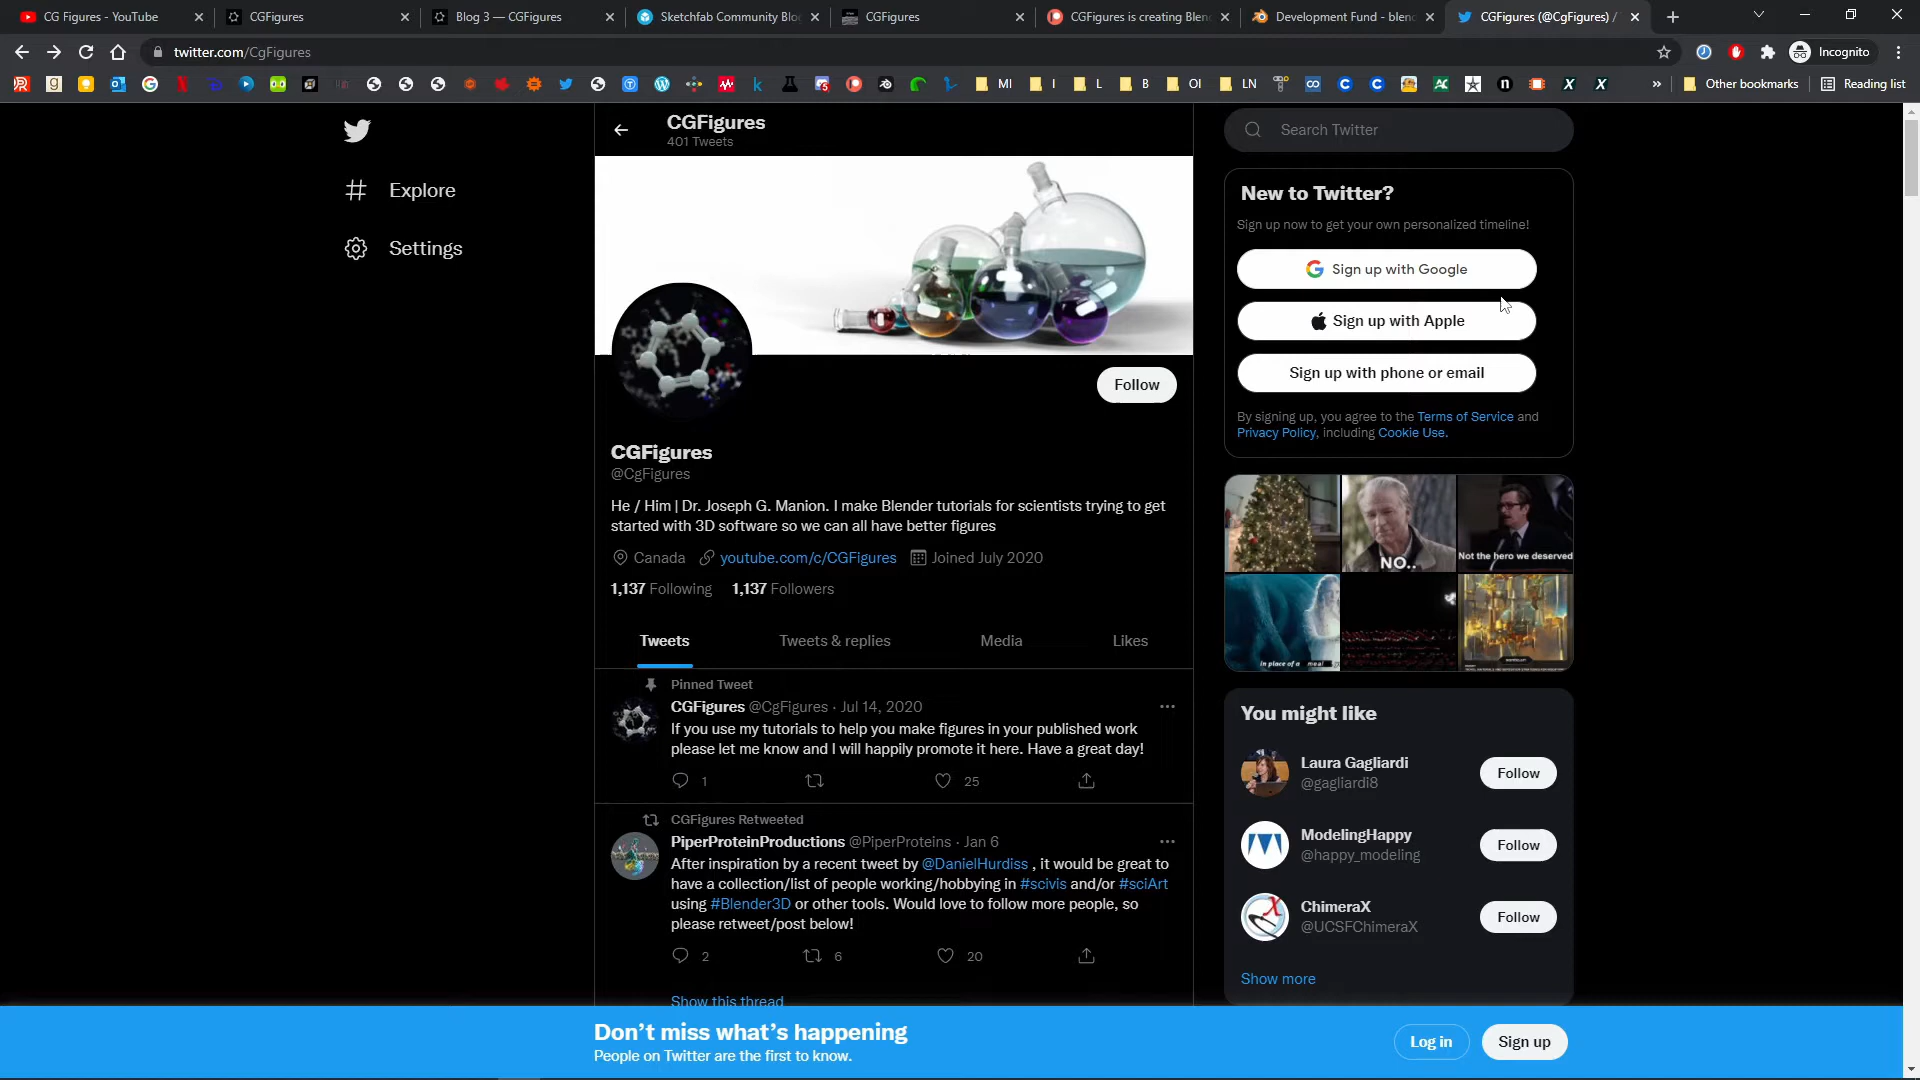 CG Figures - YouTube
CGFigures
Blog 3 — CGFigures
Sketchfab Community Blo
CGFigures
CGFigures is creating Blen
Development Fund - blen
CGFigures (@CgFigures) /
twitter.com/CgFigures
Incognito
MI
I
L
B
OI
LN
Other bookmarks
Reading list
Explore
Settings
CGFigures
401 Tweets
Follow
CGFigures
@CgFigures
He / Him | Dr. Joseph G. Manion. I make Blender tutorials for scientists trying to get
started with 3D software so we can all have better figures
Canada youtube.com/c/CGFigures Joined July 2020
1,137 Following 1,137 Followers
Tweets Tweets & replies Media Likes
Pinned Tweet
CGFigures @CgFigures · Jul 14, 2020
If you use my tutorials to help you make figures in your published work
please let me know and I will happily promote it here. Have a great day!
1 25
CGFigures Retweeted
PiperProteinProductions @PiperProteins · Jan 6
After inspiration by a recent tweet by @DanielHurdiss , it would be great to
have a collection/list of people working/hobbying in #scivis and/or #sciArt
using #Blender3D or other tools. Would love to follow more people, so
please retweet/post below!
2 6 20
Show this thread
Search Twitter
New to Twitter?
Sign up now to get your own personalized timeline!
Sign up with Google
Sign up with Apple
Sign up with phone or email
By signing up, you agree to the Terms of Service and
Privacy Policy, including Cookie Use.
NO..
Not the hero we deserved
in place of a meal
You might like
Laura Gagliardi
@gagliardi8
Follow
ModelingHappy
@happy_modeling
Follow
ChimeraX
@UCSFChimeraX
Follow
Show more
Don't miss what's happening
People on Twitter are the first to know.
Log in
Sign up